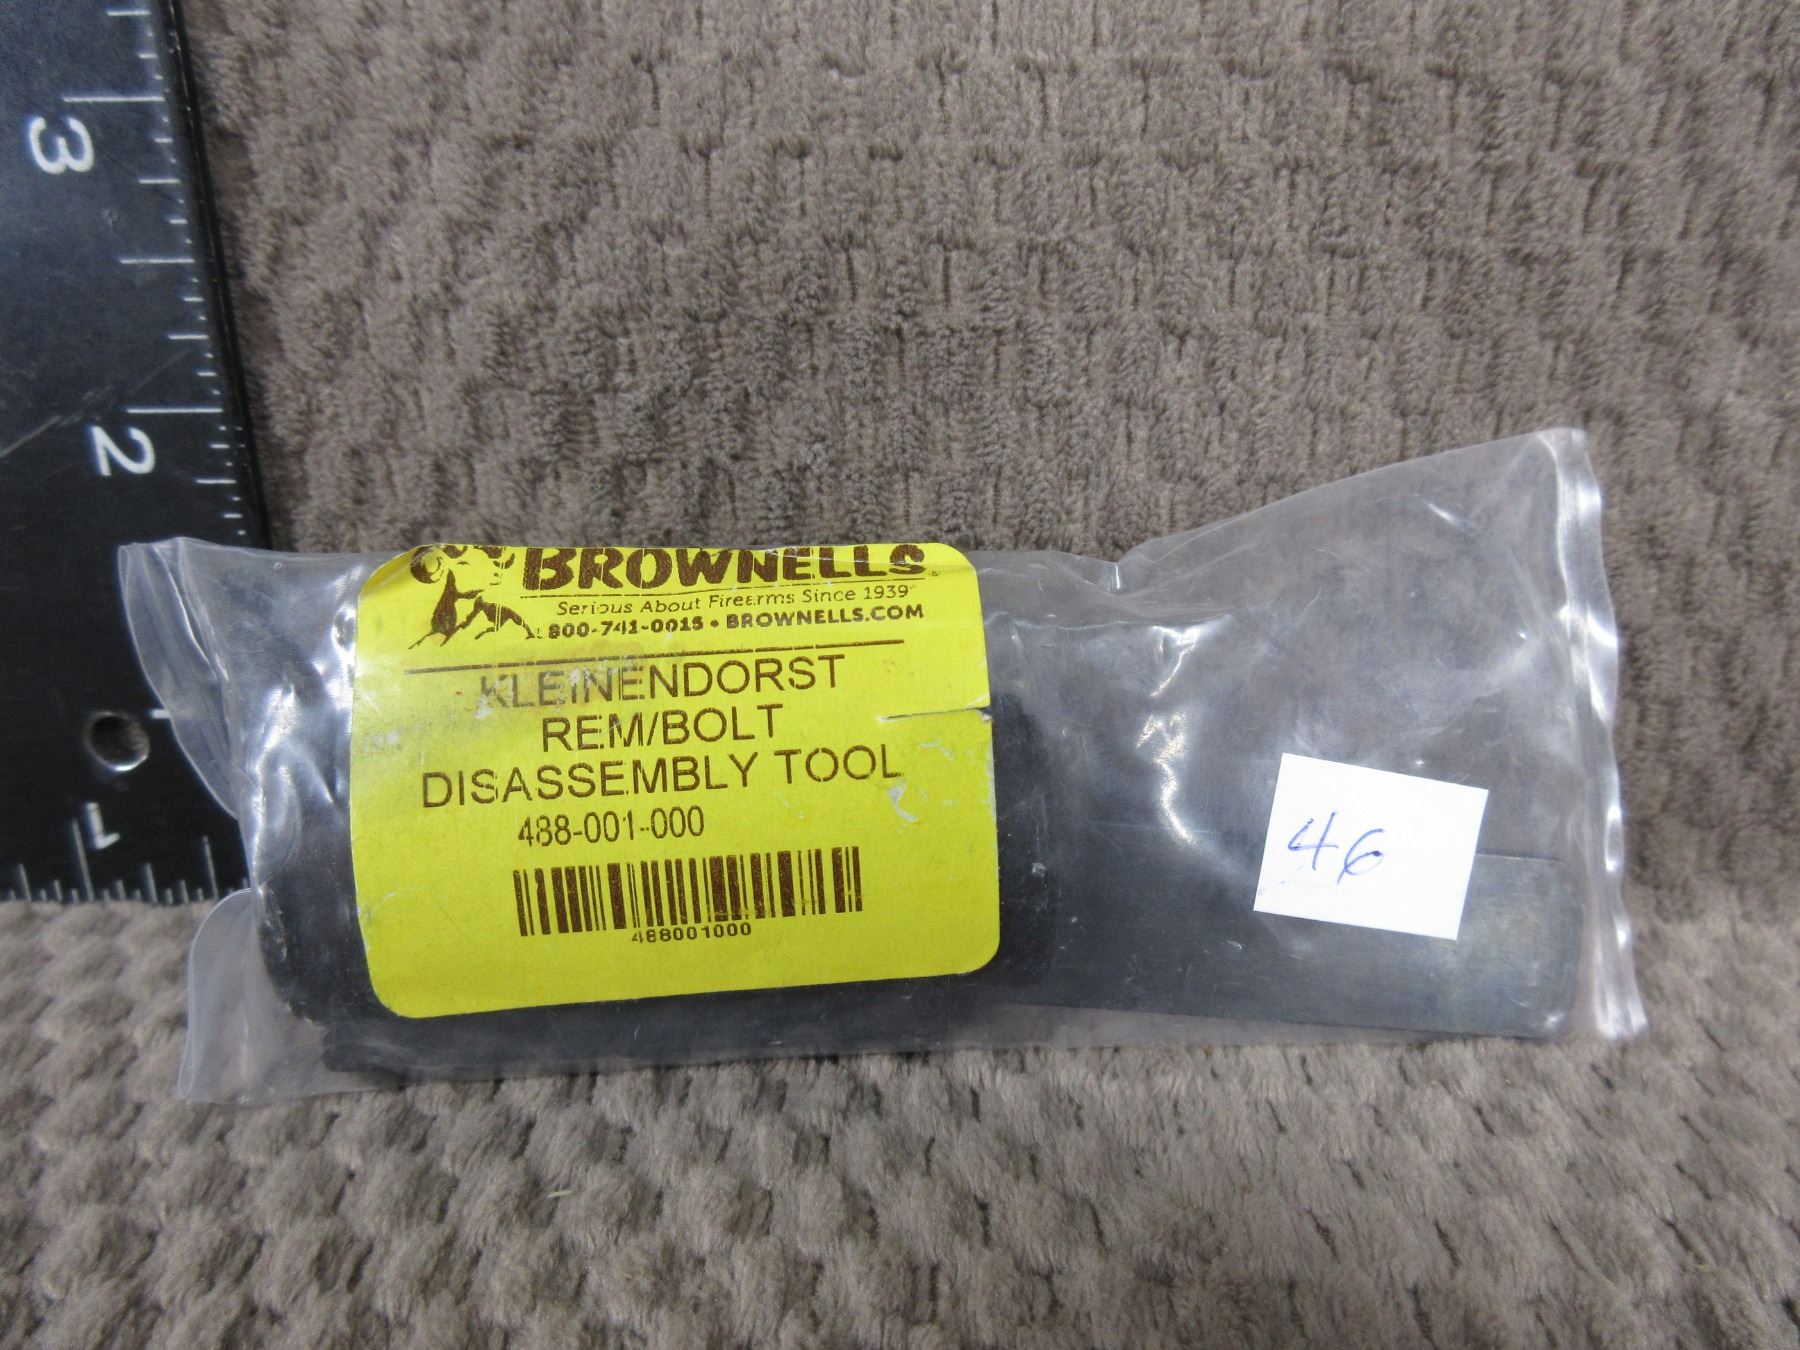 3
2
1
BROWNELLS
Serious About Firearms Since 1939
800-741-0015 • BROWNELLS.COM
KLEINENDORST
REM/BOLT
DISASSEMBLY TOOL
488-001-000
488001000
46